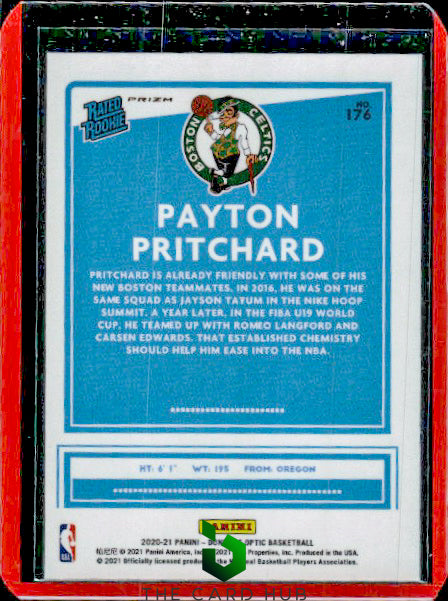 RATED
ROOKIE
PRIZM
BOSTON CELTICS
NO.
176
PAYTON
PRITCHARD
PRITCHARD IS ALREADY FRIENDLY WITH SOME OF HIS
NEW BOSTON TEAMMATES. IN 2016, HE WAS ON THE
SAME SQUAD AS JAYSON TATUM IN THE NIKE HOOP
SUMMIT. A YEAR LATER, IN THE FIBA U19 WORLD
CUP, HE TEAMED UP WITH ROMEO LANGFORD AND
CARSEN EDWARDS. THAT ESTABLISHED CHEMISTRY
SHOULD HELP HIM EASE INTO THE NBA.
HT: 6' 1" WT: 195 FROM: OREGON
PANINI
2020-21 PANINI - OPTIC BASKETBALL
帕尼尼 © 2021 Panini America, Inc. Properties, Inc. Produced in the USA.
© 2021 Officially licensed Basketball Players Association.
NBA
THE CARD HUB